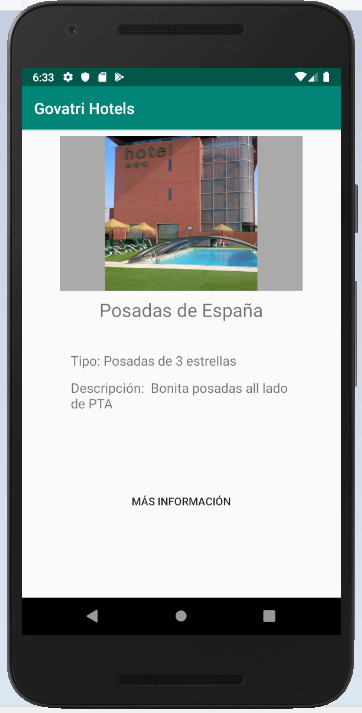 6:33
Govatri Hotels
hotel
***
Posadas de España
Tipo: Posadas de 3 estrellas
Descripción: Bonita posadas all lado
de PTA
MÁS INFORMACIÓN